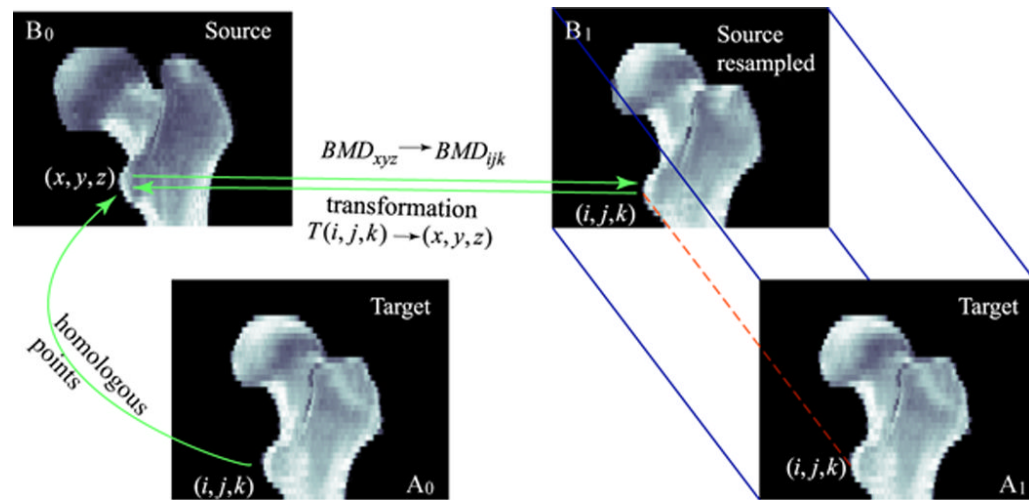 B₀ Source
(x, y, z)
BMDxyz → BMDijk
transformation
T(i, j, k) → (x, y, z)
B₁ Source
resampled
(i, j, k)
homologous
points
Target
(i, j, k)
A₀
Target
(i, j, k)
A₁